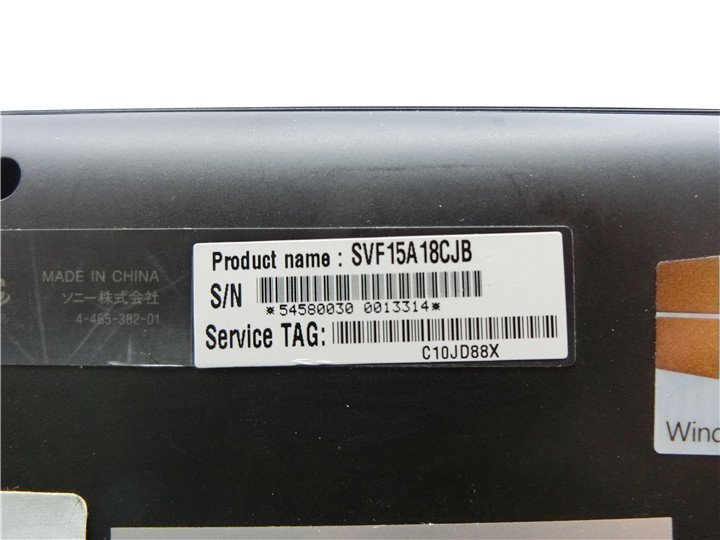 Product name : SVF15A18CJB
S/N
*54580030 0013314*
Service TAG:
C10JD88X
MADE IN CHINA
ソニー株式会社
4-465-382-01
Wind